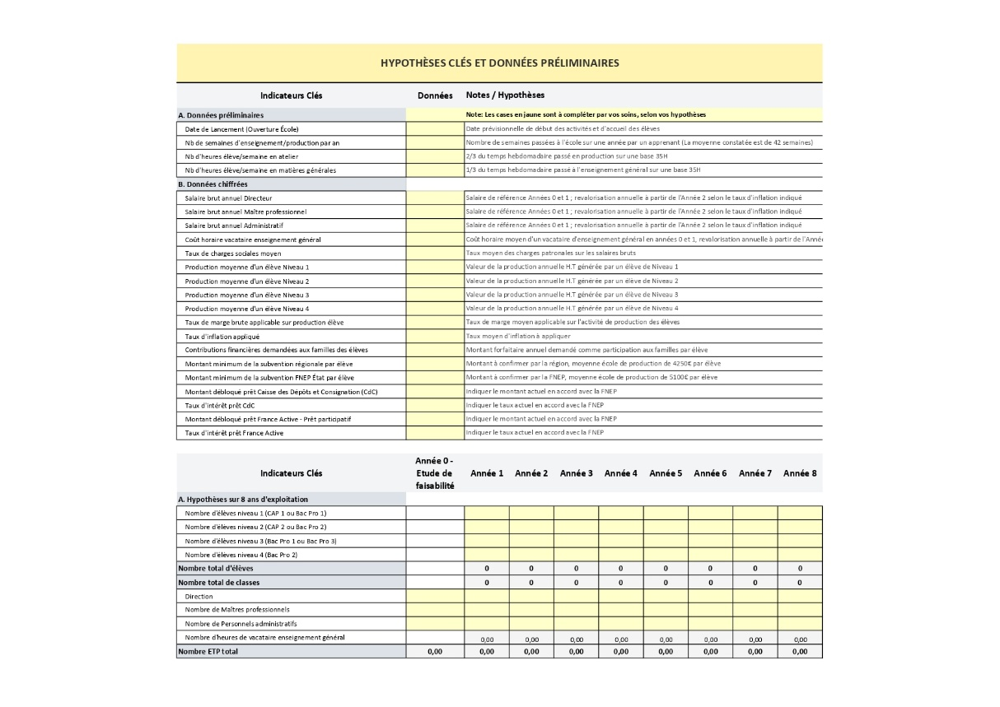 HYPOTHÈSES CLÉS ET DONNÉES PRÉLIMINAIRES
Indicateurs Clés Données Notes / Hypothèses
A. Données préliminaires Note: Les cases en jaune sont à compléter par vos soins, selon vos hypothèses
Date de Lancement (Ouverture École) Date prévisionnelle de début des activités et d'accueil des élèves
Nb de semaines d'enseignement/production par an Nombre de semaines passées à l'école sur une année par un apprenant (La moyenne constatée est de 42 semaines)
Nb d'heures élève/semaine en atelier 2/3 du temps hebdomadaire passé en production sur une base 35H
Nb d'heures élève/semaine en matières générales 1/3 du temps hebdomadaire passé à l'enseignement général sur une base 35H
B. Données chiffrées
Salaire brut annuel Directeur Salaire de référence Années 0 et 1 ; revalorisation annuelle à partir de l'Année 2 selon le taux d'inflation indiqué
Salaire brut annuel Maître professionnel Salaire de référence Années 0 et 1 ; revalorisation annuelle à partir de l'Année 2 selon le taux d'inflation indiqué
Salaire brut annuel Administratif Salaire de référence Années 0 et 1 ; revalorisation annuelle à partir de l'Année 2 selon le taux d'inflation indiqué
Coût horaire vacataire enseignement général Coût horaire moyen d'un vacataire d'enseignement général en années 0 et 1, revalorisation annuelle à partir de l'Année
Taux de charges sociales moyen Taux moyen des charges patronales sur les salaires bruts
Production moyenne d'un élève Niveau 1 Valeur de la production annuelle H.T générée par un élève de Niveau 1
Production moyenne d'un élève Niveau 2 Valeur de la production annuelle H.T générée par un élève de Niveau 2
Production moyenne d'un élève Niveau 3 Valeur de la production annuelle H.T générée par un élève de Niveau 3
Production moyenne d'un élève Niveau 4 Valeur de la production annuelle H.T générée par un élève de Niveau 4
Taux de marge brute applicable sur production élève Taux de marge moyen applicable sur l'activité de production des élèves
Taux d'inflation appliqué Taux moyen d'inflation à appliquer
Contributions financières demandées aux familles des élèves Montant forfaitaire annuel demandé comme participation aux familles par élève
Montant minimum de la subvention régionale par élève Montant à confirmer par la région, moyenne école de production de 4250€ par élève
Montant minimum de la subvention FNEP État par élève Montant à confirmer par la FNEP, moyenne école de production de 5100€ par élève
Montant débloqué prêt Caisse des Dépôts et Consignation (CdC) Indiquer le montant actuel en accord avec la FNEP
Taux d'intérêt prêt CdC Indiquer le taux actuel en accord avec la FNEP
Montant débloqué prêt France Active - Prêt participatif Indiquer le montant actuel en accord avec la FNEP
Taux d'intérêt prêt France Active Indiquer le taux actuel en accord avec la FNEP
Indicateurs Clés Année 0 - Etude de faisabilité Année 1 Année 2 Année 3 Année 4 Année 5 Année 6 Année 7 Année 8
A. Hypothèses sur 8 ans d'exploitation
Nombre d'élèves niveau 1 (CAP 1 ou Bac Pro 1)
Nombre d'élèves niveau 2 (CAP 2 ou Bac Pro 2)
Nombre d'élèves niveau 3 (Bac Pro 1 ou Bac Pro 3)
Nombre d'élèves niveau 4 (Bac Pro 2)
Nombre total d'élèves 0 0 0 0 0 0 0 0
Nombre total de classes 0 0 0 0 0 0 0 0
Direction
Nombre de Maîtres professionnels
Nombre de Personnels administratifs
Nombre d'heures de vacataire enseignement général 0,00 0,00 0,00 0,00 0,00 0,00 0,00 0,00
Nombre ETP total 0,00 0,00 0,00 0,00 0,00 0,00 0,00 0,00 0,00